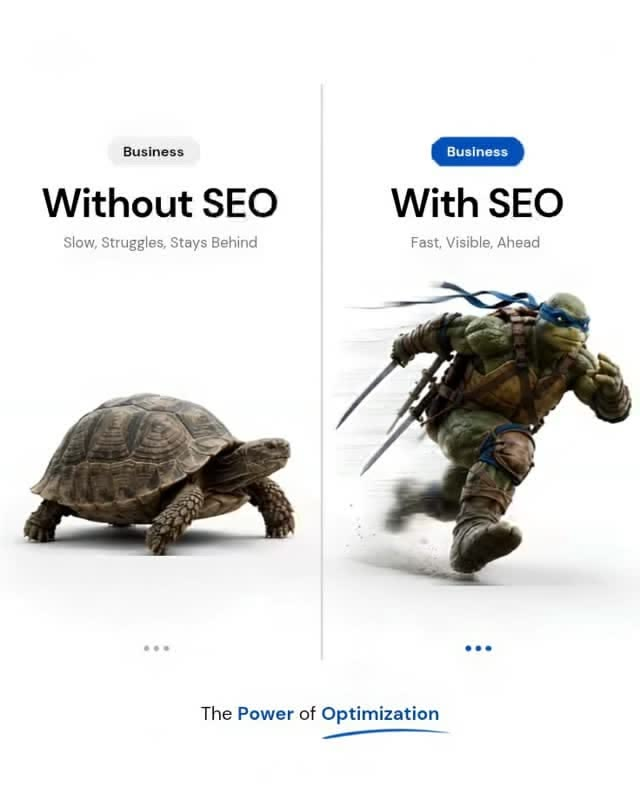 Business
Without SEO
Slow, Struggles, Stays Behind
Business
With SEO
Fast, Visible, Ahead
The Power of Optimization